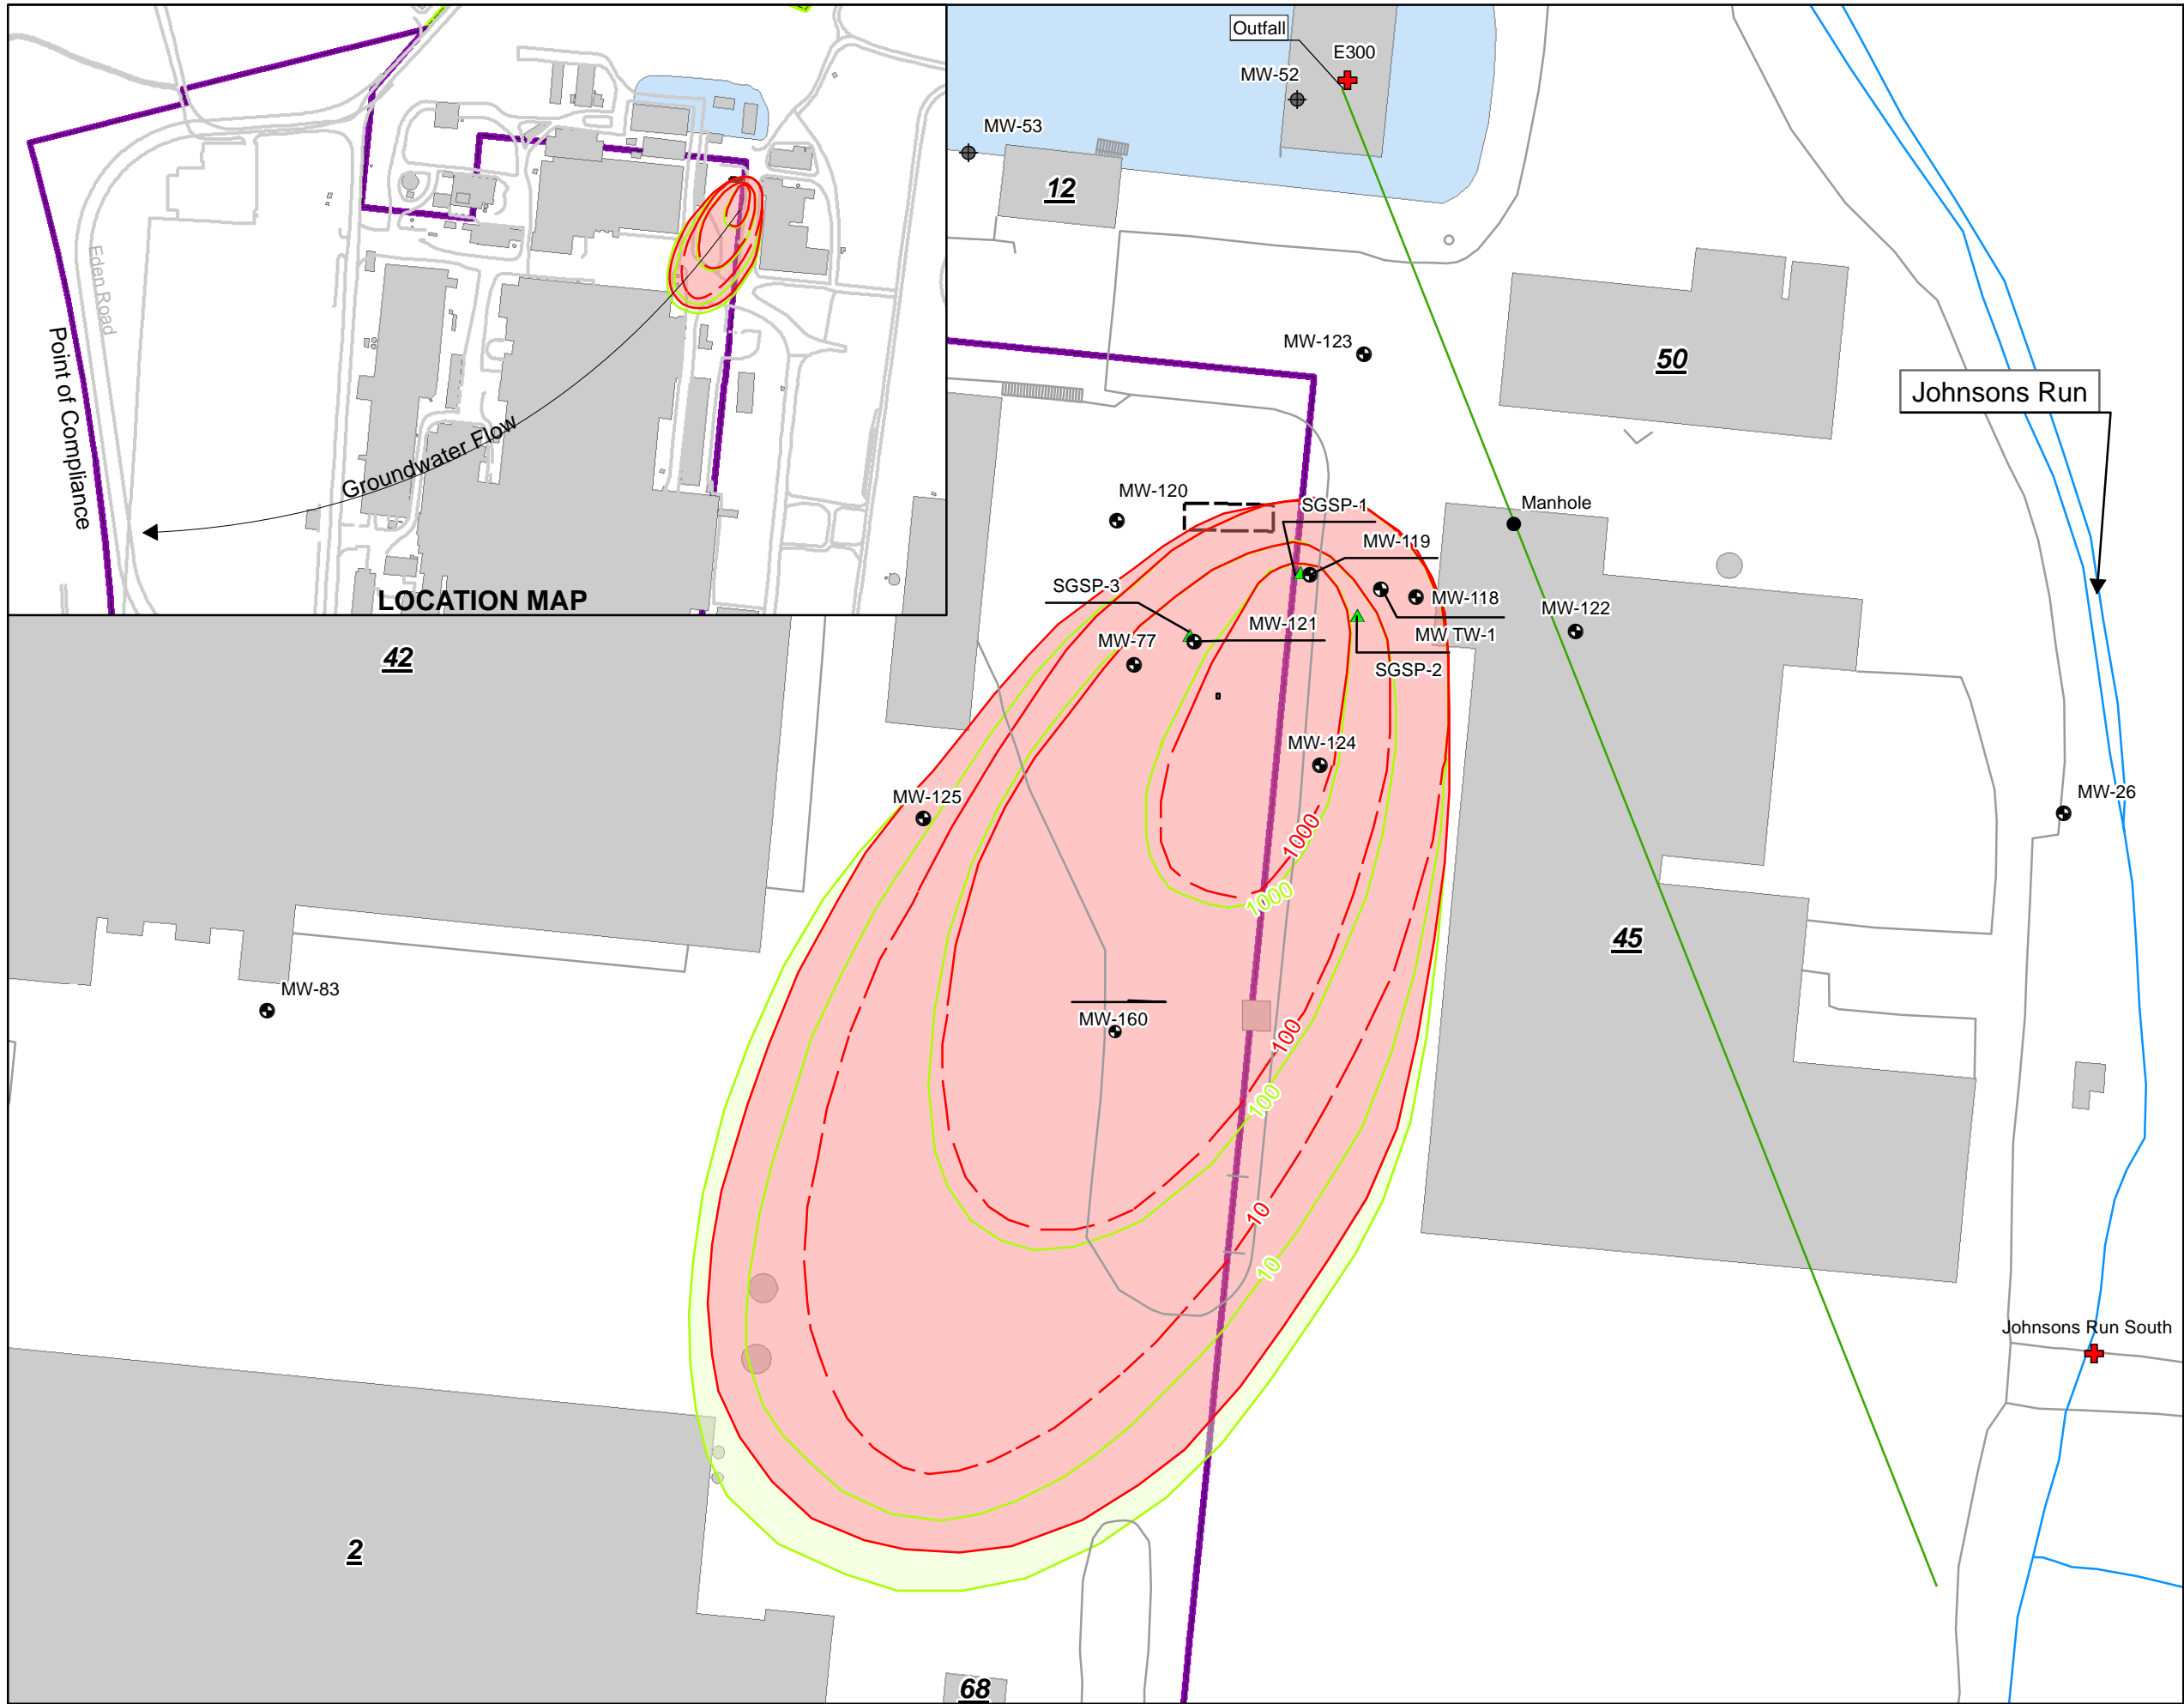 Eden Road
Point of Compliance
Groundwater Flow
LOCATION MAP
Outfall
E300
MW-52
MW-53
12
MW-123
50
Johnsons Run
MW-120
SGSP-1
Manhole
MW-119
SGSP-3
MW-118
MW-122
MW-121
MW TW-1
MW-77
SGSP-2
42
MW-124
MW-125
MW-26
1000
1000
45
MW-83
MW-160
100
100
10
10
Johnsons Run South
2
68